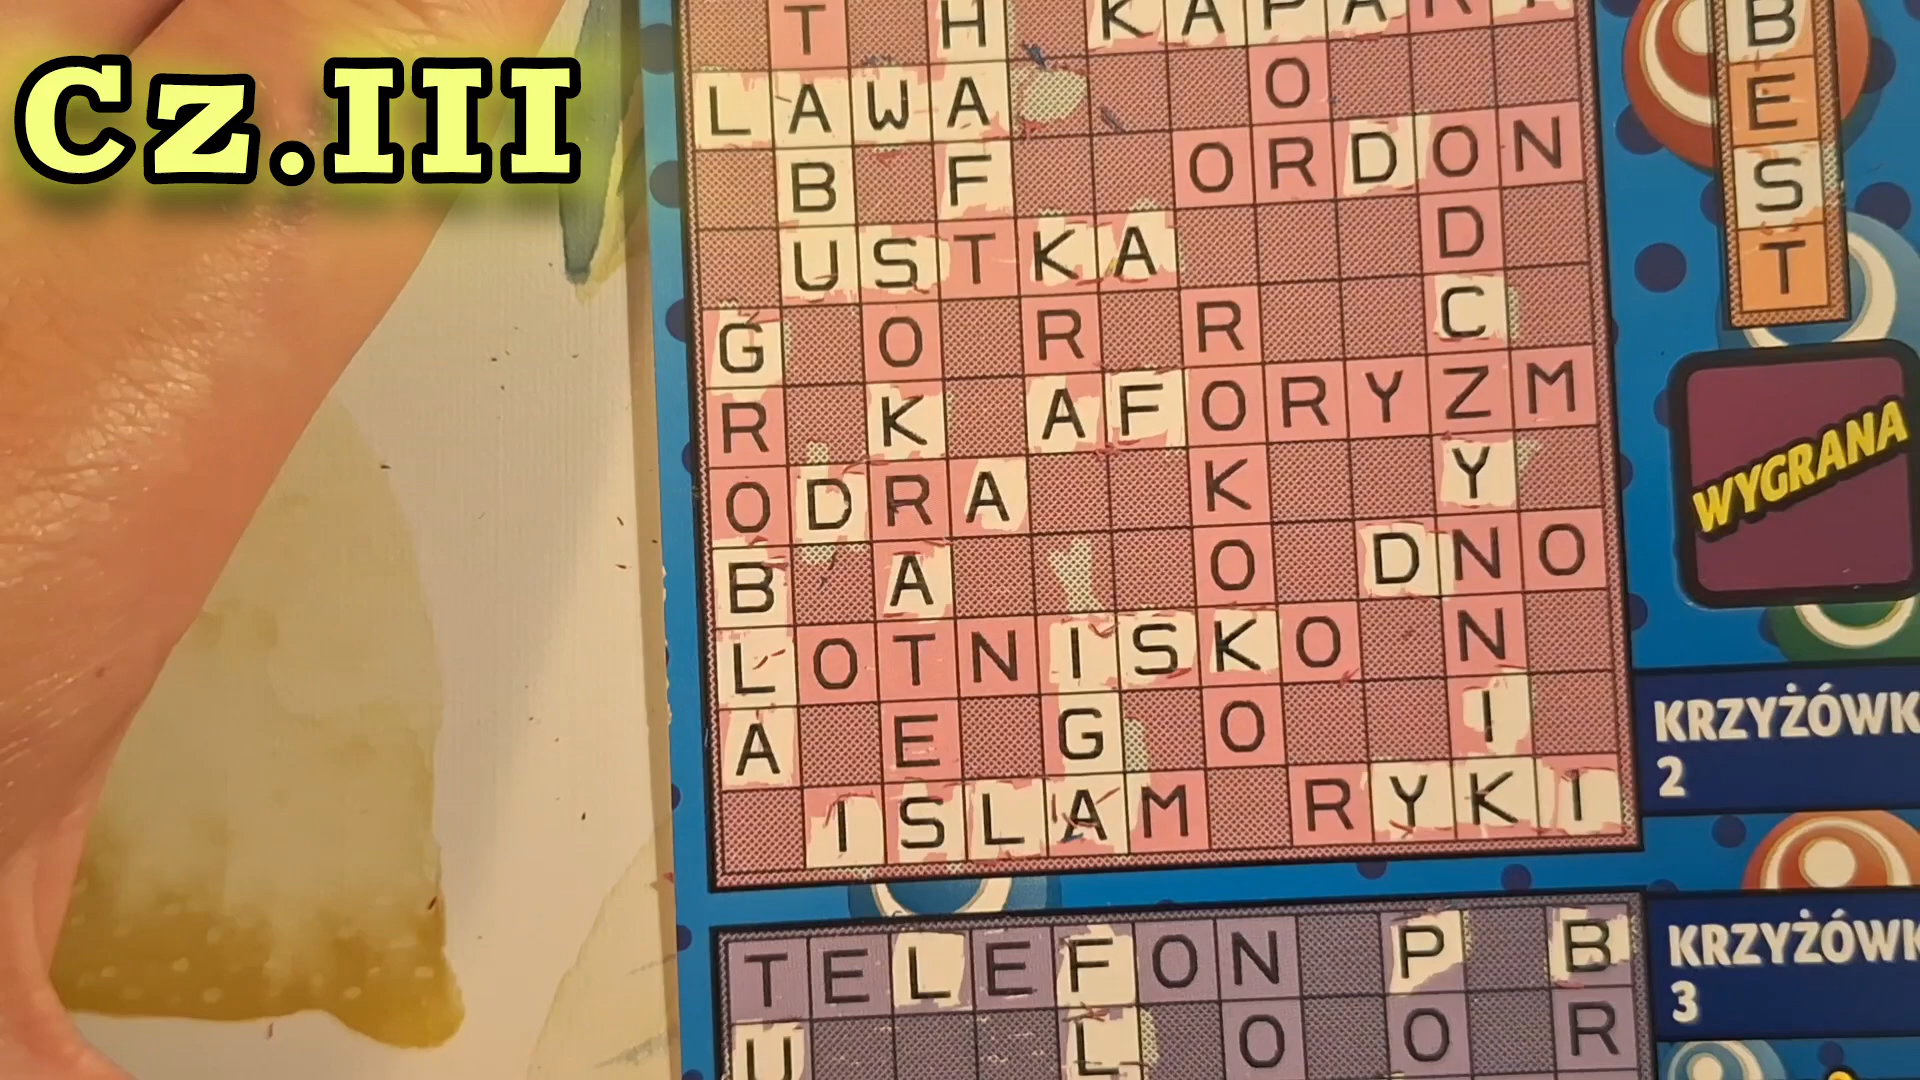 Cz.III
T H KAPAR
LAWA O
B F ORDON
USTKA D
G O R R C
R K AFORYZM
ODRA K Y
B A O DNO
LOTNISKO N
A E G O I
ISLAM RYKI
BEST
WYGRANA
KRZYŻÓWK
2
TELEFON P B
U L O O R
KRZYŻÓWK
3